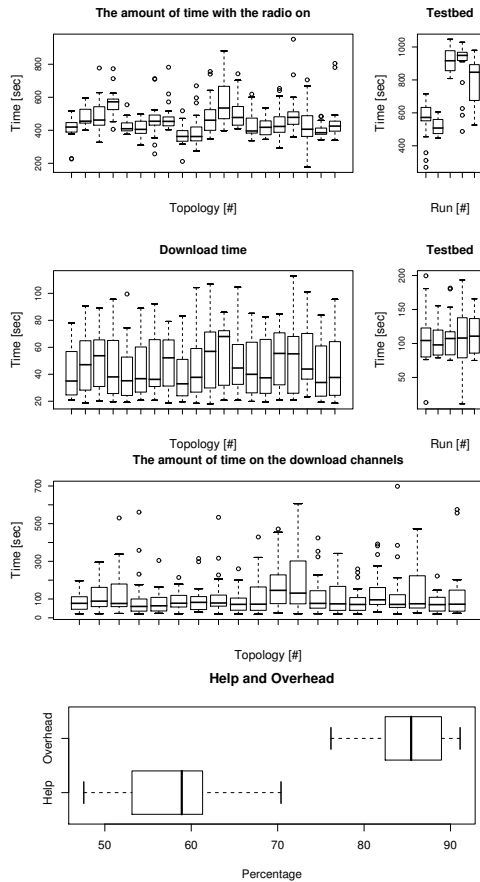 The amount of time with the radio on
Testbed
Time [sec]
800
600
400
200
Topology [#]
Time [sec]
1000
800
600
400
Run [#]
Download time
Testbed
Time [sec]
100
80
60
40
20
Topology [#]
Time [sec]
200
150
100
50
Run [#]
The amount of time on the download channels
Time [sec]
700
500
300
100
0
Topology [#]
Help and Overhead
Overhead
Help
50 60 70 80 90
Percentage